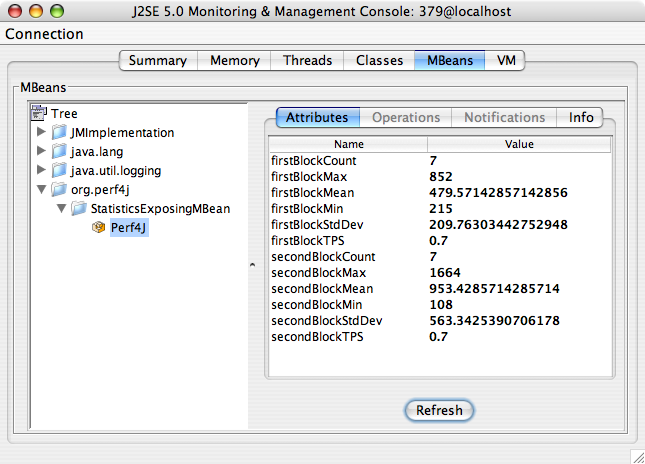 J2SE 5.0 Monitoring & Management Console: 379@localhost
Connection
Summary Memory Threads Classes MBeans VM
MBeans
Tree
JMImplementation
java.lang
java.util.logging
org.perf4j
StatisticsExposingMBean
Perf4J
Attributes Operations Notifications Info
Name Value
firstBlockCount 7
firstBlockMax 852
firstBlockMean 479.57142857142856
firstBlockMin 215
firstBlockStdDev 209.76303442752948
firstBlockTPS 0.7
secondBlockCount 7
secondBlockMax 1664
secondBlockMean 953.4285714285714
secondBlockMin 108
secondBlockStdDev 563.3425390706178
secondBlockTPS 0.7
Refresh